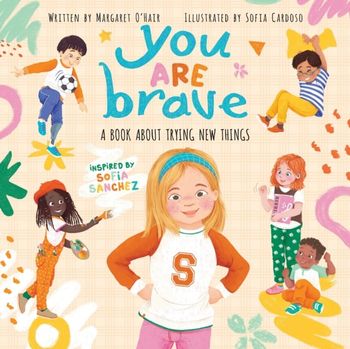 WRITTEN BY MARGARET O'HAIR ILLUSTRATED BY SOFIA CARDOSO
you
ARE
brave
A BOOK ABOUT TRYING NEW THINGS
INSPIRED BY
SOFIA
SANCHEZ
S